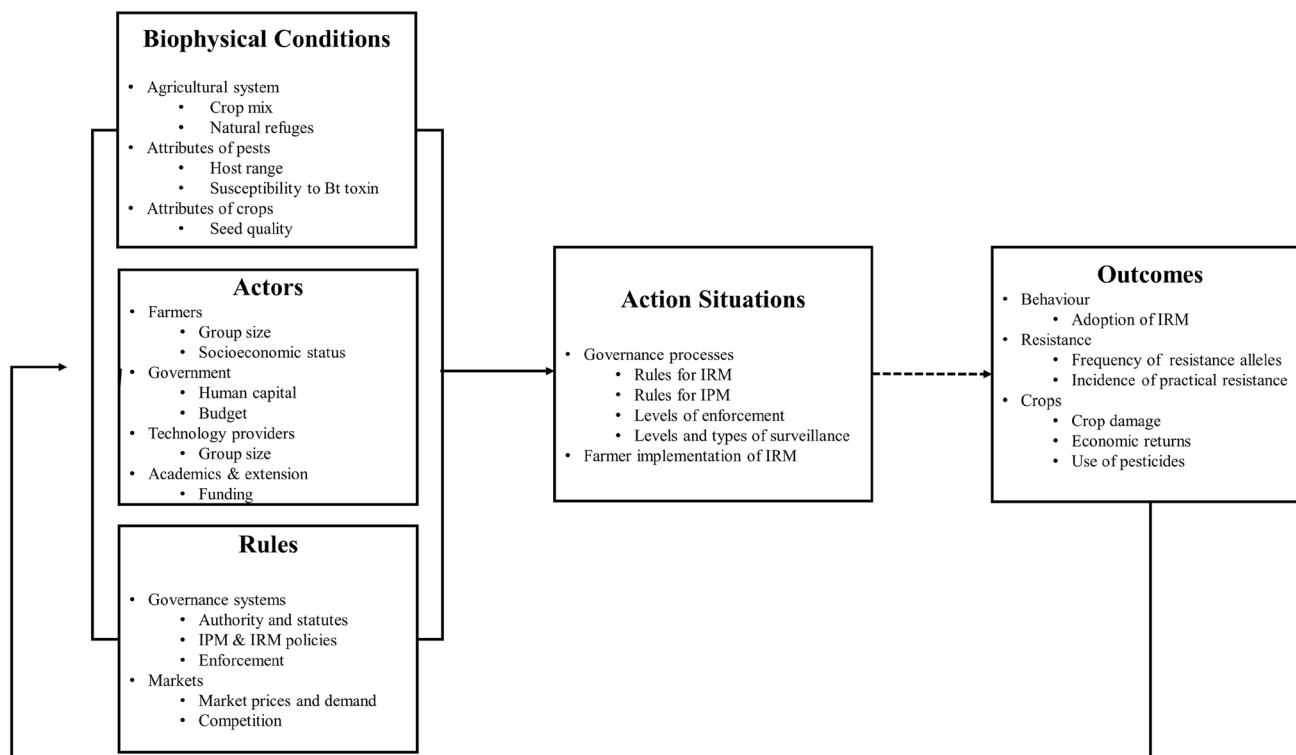 Biophysical Conditions
• Agricultural system
• Crop mix
• Natural refuges
• Attributes of pests
• Host range
• Susceptibility to Bt toxin
• Attributes of crops
• Seed quality
Actors
• Farmers
• Group size
• Socioeconomic status
• Government
• Human capital
• Budget
• Technology providers
• Group size
• Academics & extension
• Funding
Rules
• Governance systems
• Authority and statutes
• IPM & IRM policies
• Enforcement
• Markets
• Market prices and demand
• Competition
Action Situations
• Governance processes
• Rules for IRM
• Rules for IPM
• Levels of enforcement
• Levels and types of surveillance
• Farmer implementation of IRM
Outcomes
• Behaviour
• Adoption of IRM
• Resistance
• Frequency of resistance alleles
• Incidence of practical resistance
• Crops
• Crop damage
• Economic returns
• Use of pesticides